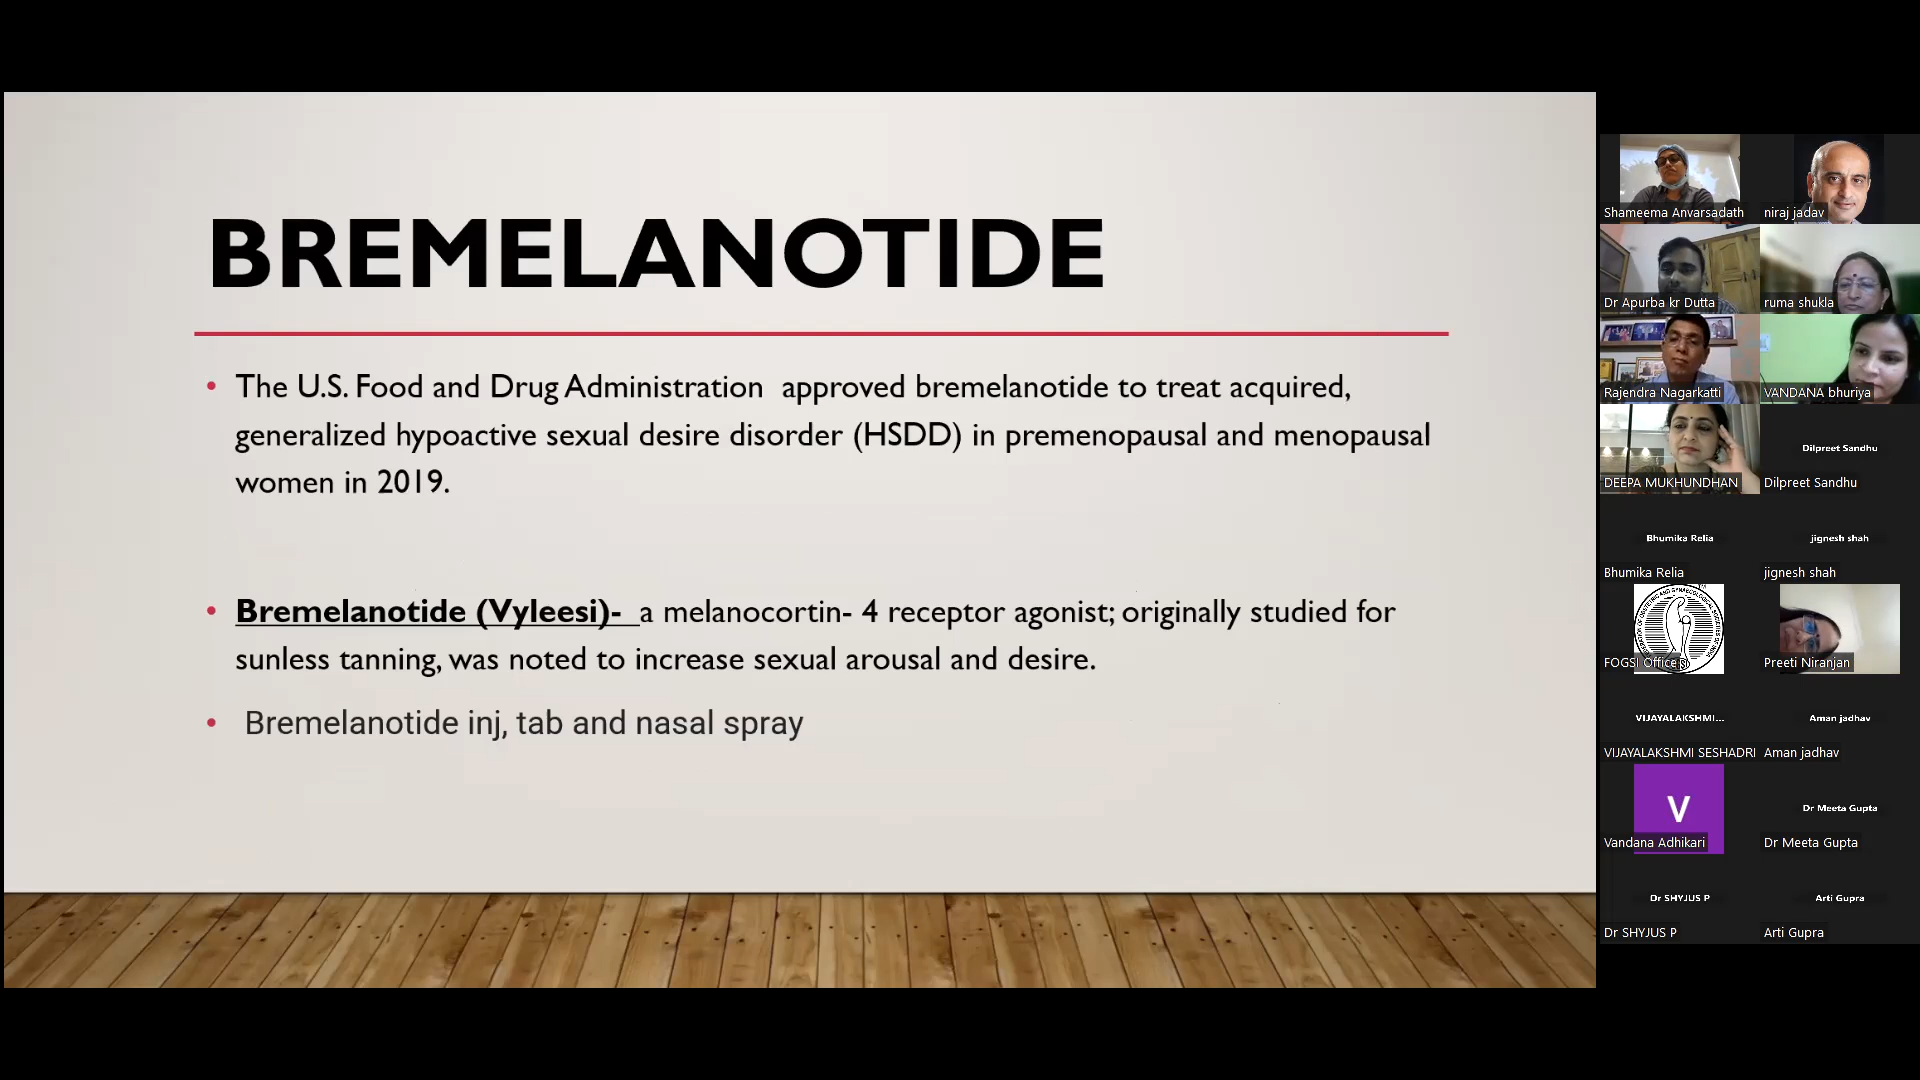 BREMELANOTIDE
The U.S. Food and Drug Administration approved bremelanotide to treat acquired,
generalized hypoactive sexual desire disorder (HSDD) in premenopausal and menopausal
women in 2019.
Bremelanotide (Vyleesi)- a melanocortin- 4 receptor agonist; originally studied for
sunless tanning, was noted to increase sexual arousal and desire.
Bremelanotide inj, tab and nasal spray
Shameema Anvarsadath
niraj jadav
Dr Apurba kr Dutta
ruma shukla
Rajendra Nagarkatti
VANDANA bhuriya
DEEPA MUKHUNDHAN
Dilpreet Sandhu
Dilpreet Sandhu
Bhumika Relia
jignesh shah
Bhumika Relia
jignesh shah
FOGSI Office
Preeti Niranjan
VIJAYALAKSHMI...
Aman jadhav
VIJAYALAKSHMI SESHADRI
Aman jadhav
V
Dr Meeta Gupta
Vandana Adhikari
Dr Meeta Gupta
Dr SHYJUS P
Arti Gupra
Dr SHYJUS P
Arti Gupra